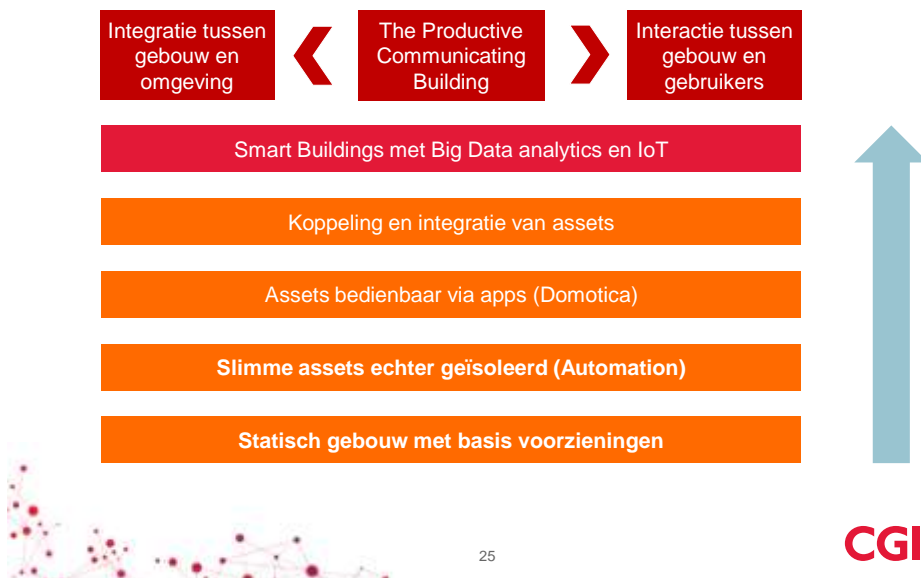 Integratie tussen
gebouw en
omgeving
The Productive
Communicating
Building
Interactie tussen
gebouw en
gebruikers
Smart Buildings met Big Data analytics en IoT
Koppeling en integratie van assets
Assets bedienbaar via apps (Domotica)
Slimme assets echter geïsoleerd (Automation)
Statisch gebouw met basis voorzieningen
25
CGI